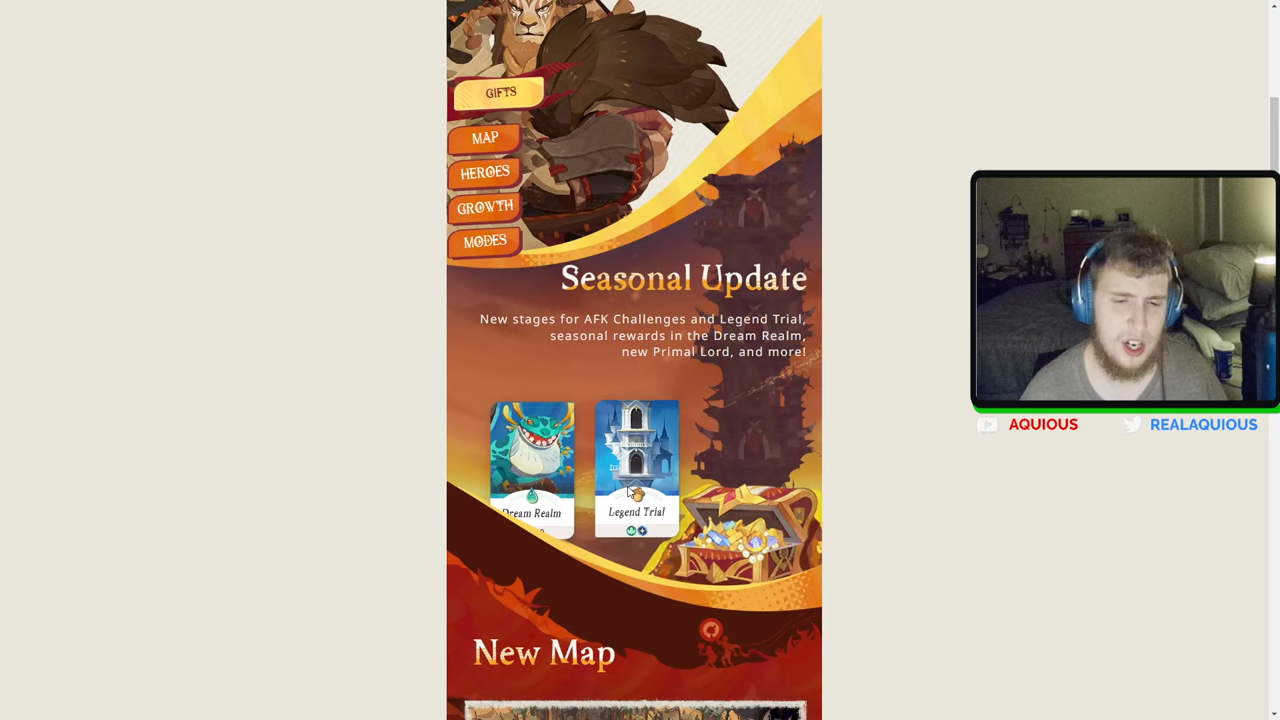 GIFTS
MAP
HEROES
GROWTH
MODES
Seasonal Update
New stages for AFK Challenges and Legend Trial,
seasonal rewards in the Dream Realm,
new Primal Lord, and more!
Dream Realm
Legend Trial
New Map
AQUIOUS
REALAQUIOUS